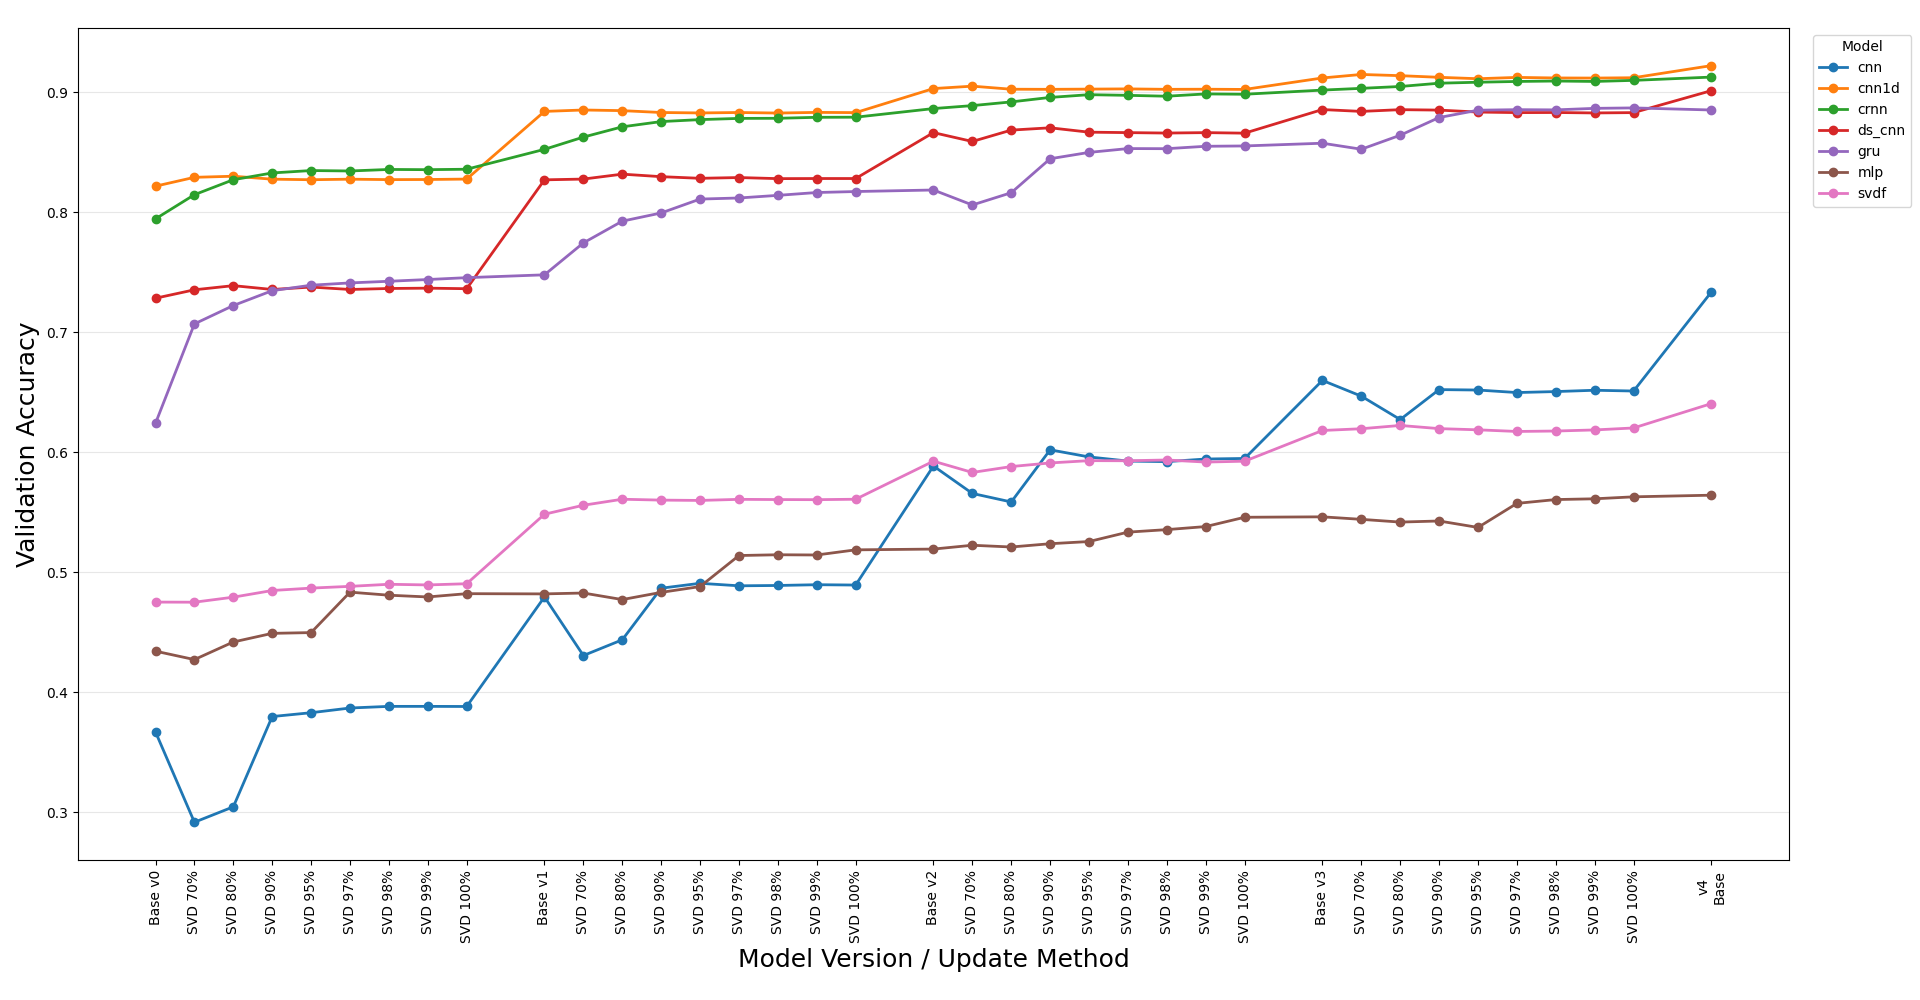 Model
cnn
cnn1d
crnn
ds_cnn
gru
mlp
svdf
Validation Accuracy
0.9
0.8
0.7
0.6
0.5
0.4
0.3
Base v0
SVD 70%
SVD 80%
SVD 90%
SVD 95%
SVD 97%
SVD 98%
SVD 99%
SVD 100%
Base v1
SVD 70%
SVD 80%
SVD 90%
SVD 95%
SVD 97%
SVD 98%
SVD 99%
SVD 100%
Base v2
SVD 70%
SVD 80%
SVD 90%
SVD 95%
SVD 97%
SVD 98%
SVD 99%
SVD 100%
Base v3
SVD 70%
SVD 80%
SVD 90%
SVD 95%
SVD 97%
SVD 98%
SVD 99%
SVD 100%
v4
Base
Model Version / Update Method